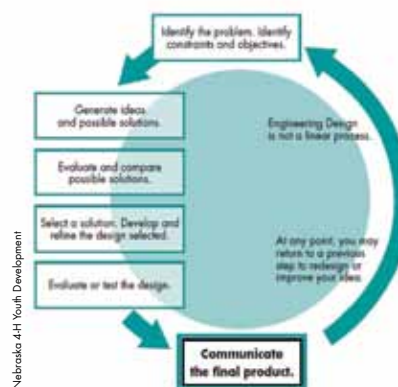 Identify the problem. Identify
constraints and objectives.
Generate ideas
and possible solutions.
Evaluate and compare
possible solutions.
Select a solution. Develop and
refine the design selected.
Evaluate or test the design.
Communicate
the final product.
Engineering Design
is not a linear process.
At any point, you may
return to a previous
step to redesign or
improve your idea.
Nebraska 4-H Youth Development